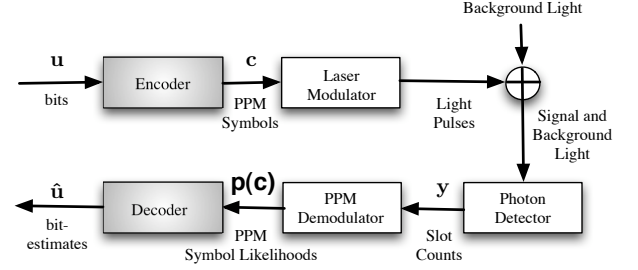 Background Light
u
bits
Encoder
c
PPM
Symbols
Laser
Modulator
Light
Pulses
Signal and
Background
Light
û
bit-
estimates
Decoder
p(c)
PPM
Symbol Likelihoods
PPM
Demodulator
y
Slot
Counts
Photon
Detector